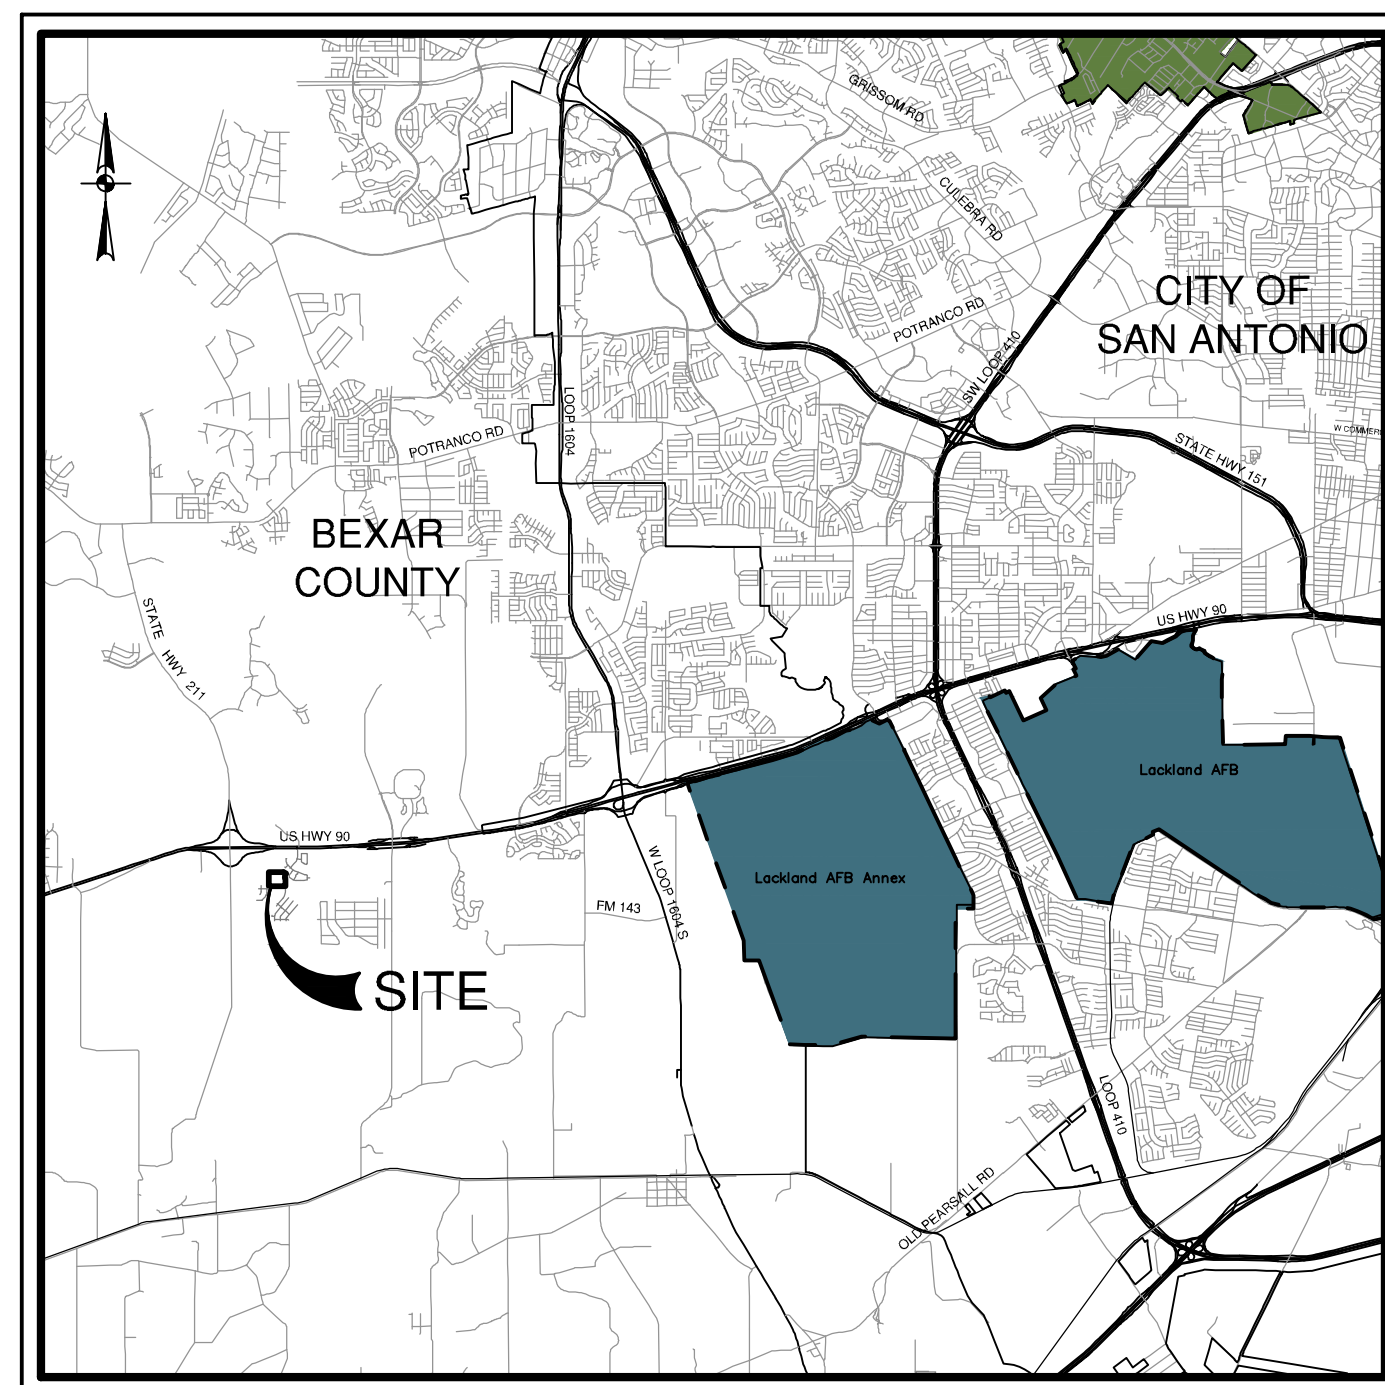 GRISSOM RD
CULEBRA RD
CITY OF
SAN ANTONIO
POTRANCO RD
SW LOOP 410
LOOP 1604
POTRANCO RD
W COMMER
STATE HWY 151
BEXAR
COUNTY
STATE HWY 211
US HWY 90
Lackland AFB
US HWY 90
Lackland AFB Annex
W LOOP 1604 S
FM 143
SITE
LOOP 410
OLD PEARSALL RD